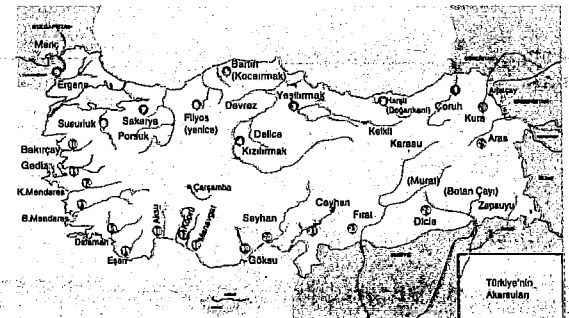 Meriç
Ergene
Bartın
(Kocaırmak)
Yeşilırmak
Harşit
(Doğankent)
Çoruh
Arpaçay
Kura
Susurluk
Sakarya
Porsuk
Filyos
(yenice)
Devrez
Kelkit
Aras
Bakırçay
Delice
Kızılırmak
Karasu
Gediz
K.Menderes
Çarşamba
(Murat)
(Botan Çayı)
Zapsuyu
B.Menderes
Aksu
Köprü
Manavgat
Seyhan
Ceyhan
Fırat
Dicle
Dalaman
Eşen
Göksu
Türkiye'nin
Akarsuları